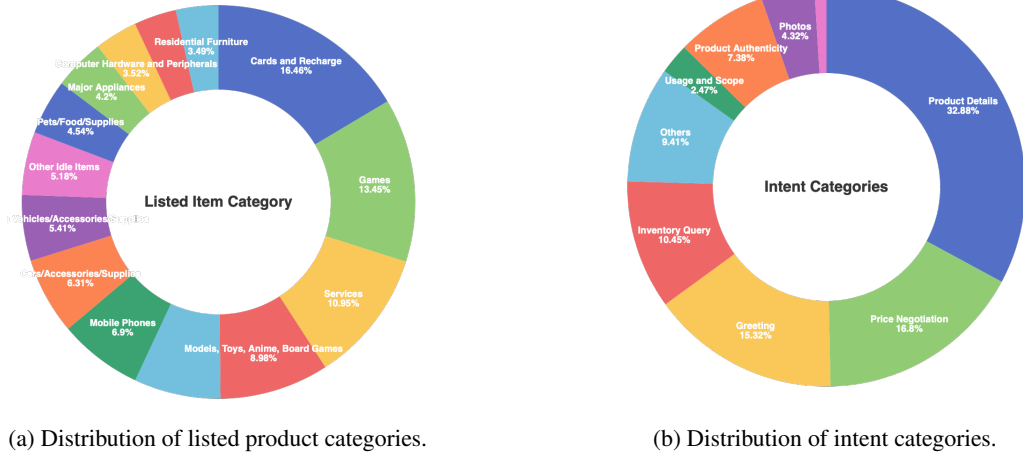 Residential Furniture
3.49%
Cards and Recharge
16.46%
Computer Hardware and Peripherals
3.52%
Major Appliances
4.2%
Pets/Food/Supplies
4.54%
Games
13.45%
Other Idle Items
5.18%
Listed Item Category
Vehicles/Accessories/Supplies
5.41%
Cars/Accessories/Supplies
6.31%
Services
10.95%
Mobile Phones
6.9%
Models, Toys, Anime, Board Games
8.98%
(a) Distribution of listed product categories.
Photos
4.32%
Product Authenticity
7.38%
Usage and Scope
2.47%
Product Details
32.88%
Others
9.41%
Intent Categories
Inventory Query
10.45%
Price Negotiation
16.8%
Greeting
15.32%
(b) Distribution of intent categories.